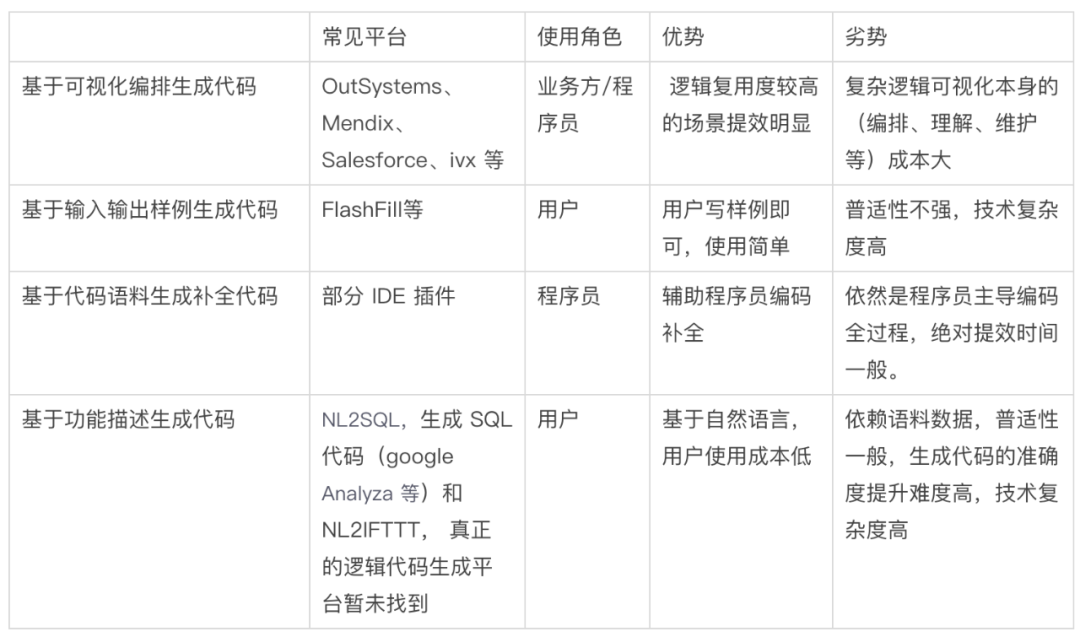 常见平台
使用角色
优势
劣势
基于可视化编排生成代码
OutSystems、
Mendix、
Salesforce、ivx 等
业务方/程
序员
逻辑复用度较高
的场景提效明显
复杂逻辑可视化本身的
（编排、理解、维护
等）成本大
基于输入输出样例生成代码
FlashFill等
用户
用户写样例即
可，使用简单
普适性不强，技术复杂
度高
基于代码语料生成补全代码
部分 IDE 插件
程序员
辅助程序员编码
补全
依然是程序员主导编码
全过程，绝对提效时间
一般。
基于功能描述生成代码
NL2SQL，生成 SQL
代码（google
Analyza 等）和
NL2IFTTT， 真正
的逻辑代码生成平
台暂未找到
用户
基于自然语言，
用户使用成本低
依赖语料数据，普适性
一般，生成代码的准确
度提升难度高，技术复
杂度高